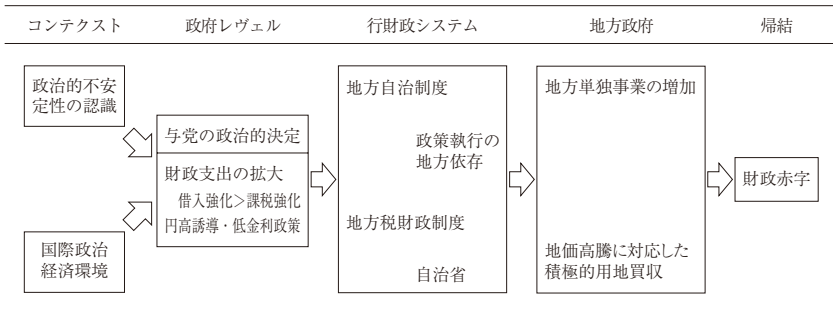 コンテクスト
政府レヴェル
行財政システム
地方政府
帰結
政治的不安
定性の認識
国際政治
経済環境
与党の政治的決定
財政支出の拡大
借入強化＞課税強化
円高誘導・低金利政策
地方自治制度
政策執行の
地方依存
地方税財政制度
自治省
地方単独事業の増加
地価高騰に対応した
積極的用地買収
財政赤字